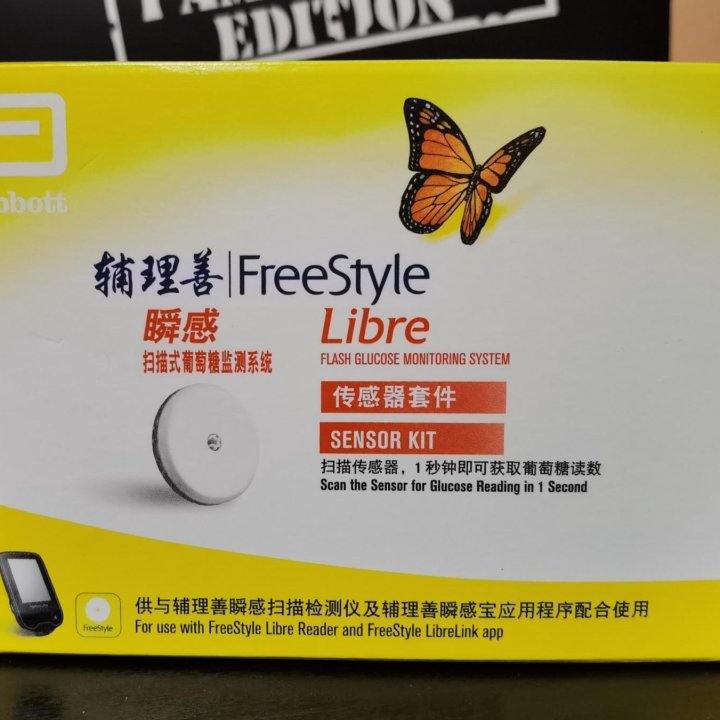 EDITION
bbott
辅理善|FreeStyle
瞬感 Libre
扫描式葡萄糖监测系统 FLASH GLUCOSE MONITORING SYSTEM
传感器套件
SENSOR KIT
扫描传感器，1秒钟即可获取葡萄糖读数
Scan the Sensor for Glucose Reading in 1 Second
供与辅理善瞬感扫描检测仪及辅理善瞬感宝应用程序配合使用
FreeStyle
For use with FreeStyle Libre Reader and FreeStyle LibreLink app